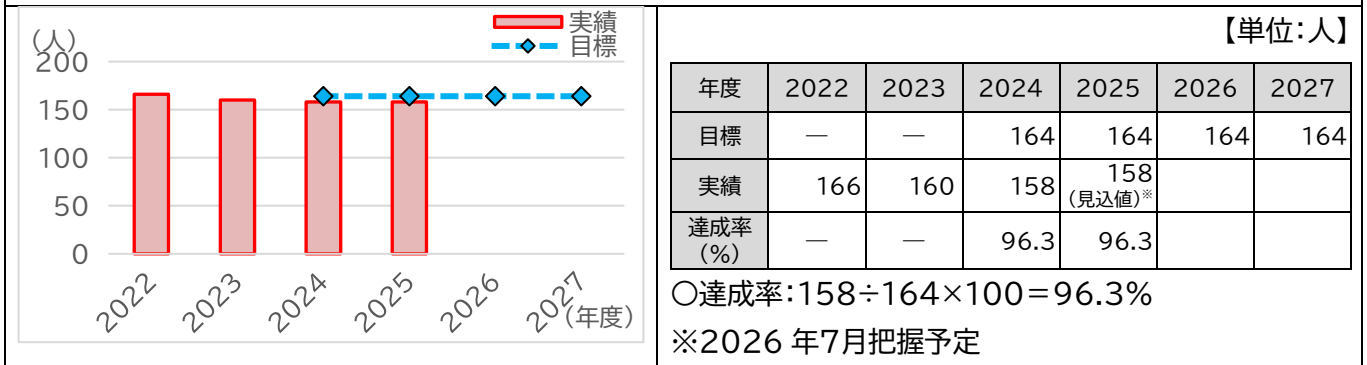 (人)
実績
目標
200
150
100
50
0
2022
2023
2024
2025
2026
2027
(年度)
【単位:人】
年度 2022 2023 2024 2025 2026 2027
目標 ― ― 164 164 164 164
実績 166 160 158 158
(見込値)※
達成率
(%) ― ― 96.3 96.3
○達成率:158÷164×100=96.3%
※2026 年7月把握予定